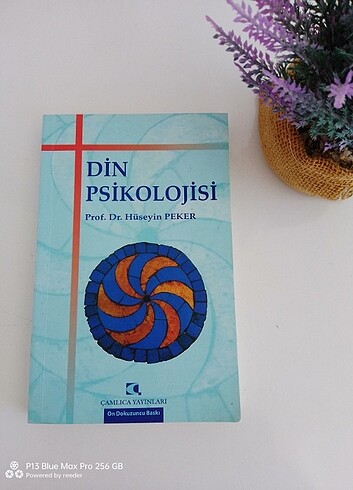 DİN
PSİKOLOJİSİ
Prof. Dr. Hüseyin PEKER
ÇAMLICA YAYINLARI
On Dokuzuncu Baskı
P13 Blue Max Pro 256 GB
Powered by reeder